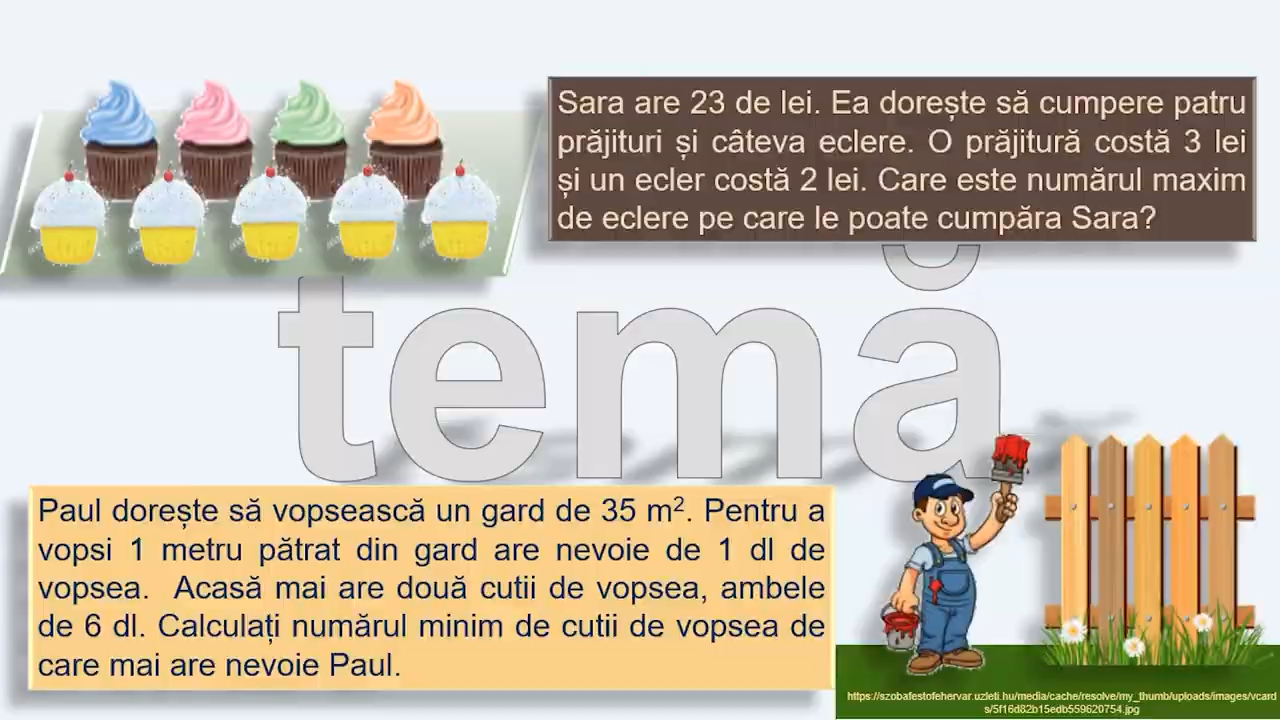 Sara are 23 de lei. Ea dorește să cumpere patru
prăjituri și câteva eclere. O prăjitură costă 3 lei
și un ecler costă 2 lei. Care este numărul maxim
de eclere pe care le poate cumpăra Sara?
temă
Paul dorește să vopsească un gard de 35 m². Pentru a
vopsi 1 metru pătrat din gard are nevoie de 1 dl de
vopsea. Acasă mai are două cutii de vopsea, ambele
de 6 dl. Calculați numărul minim de cutii de vopsea de
care mai are nevoie Paul.
https://szobafestofehervar.uzleti.hu/media/cache/resolve/my_thumb/uploads/images/vcard
s/5f16d82b15edb559620754.jpg